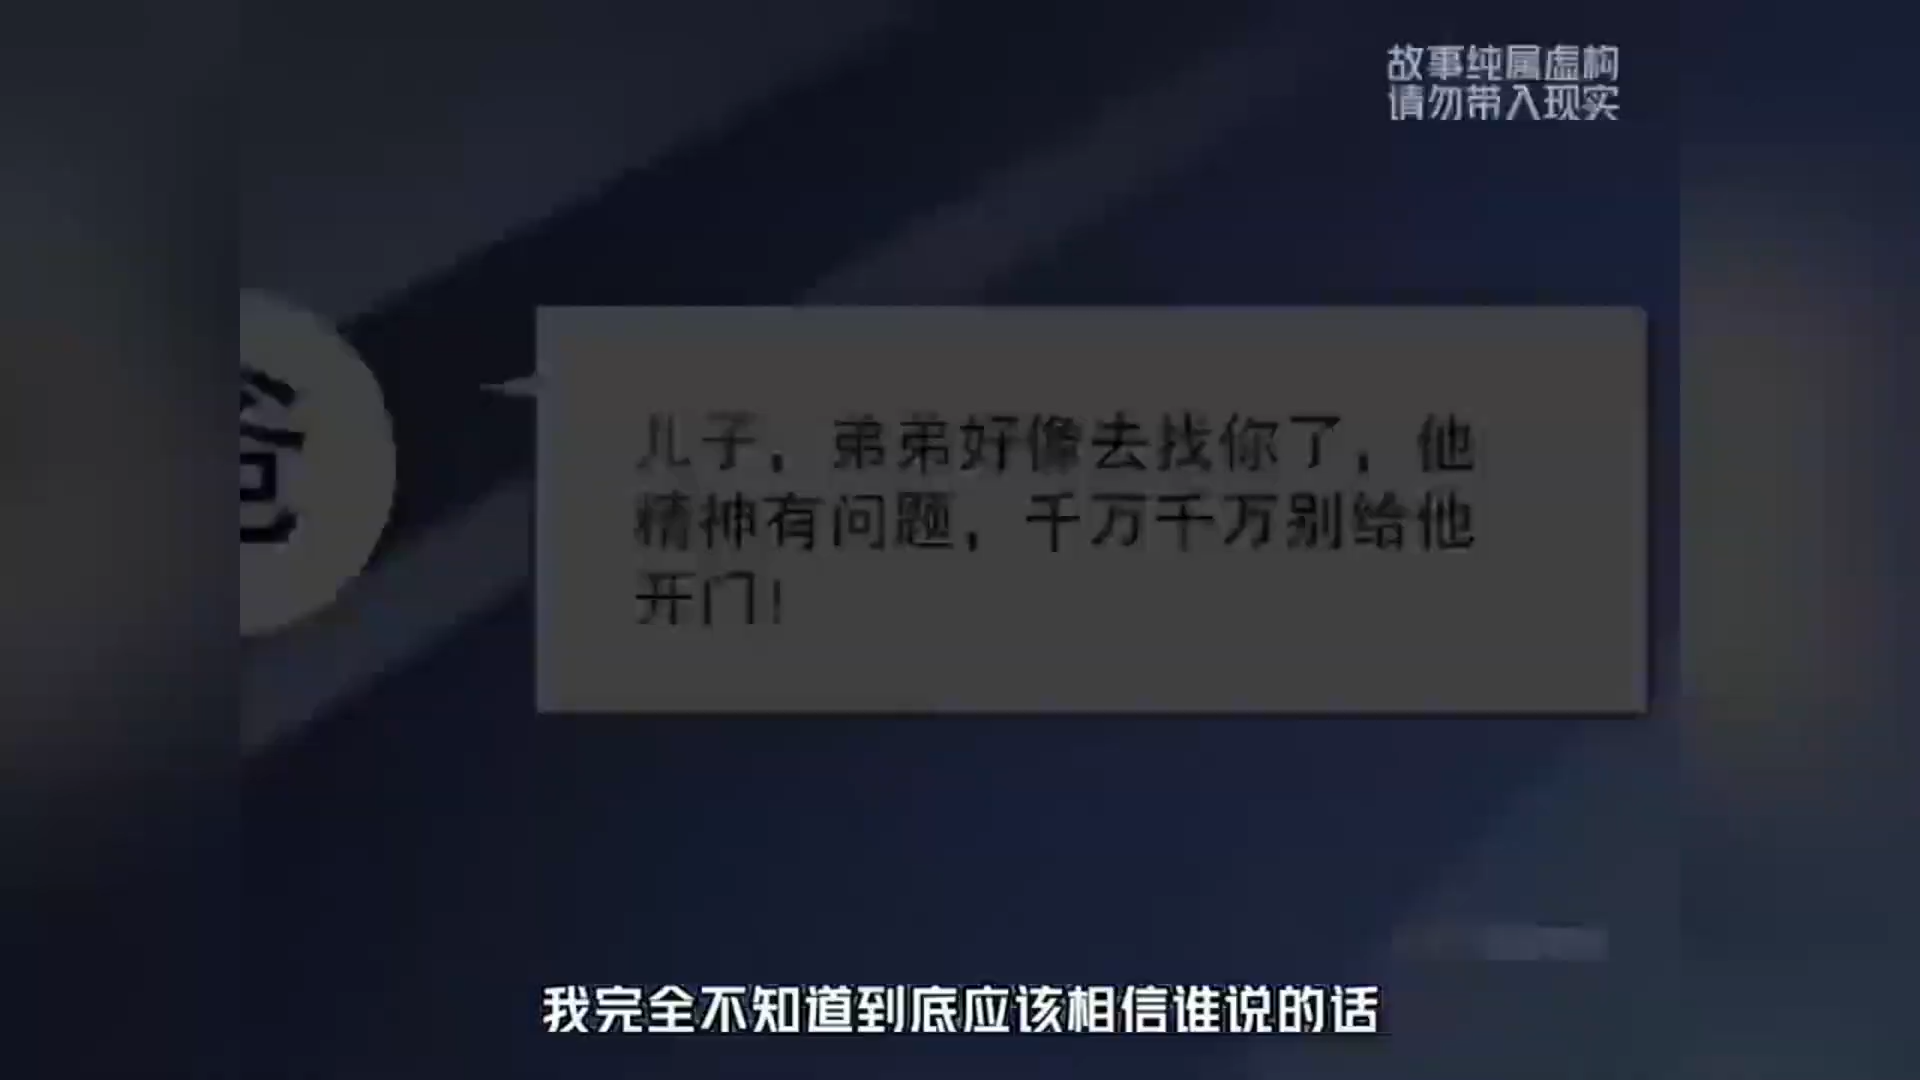 故事纯属虚构
请勿带入现实
爸
儿子，弟弟好像去找你了，他
精神有问题，千万千万别给他
开门！
我完全不知道到底应该相信谁说的话